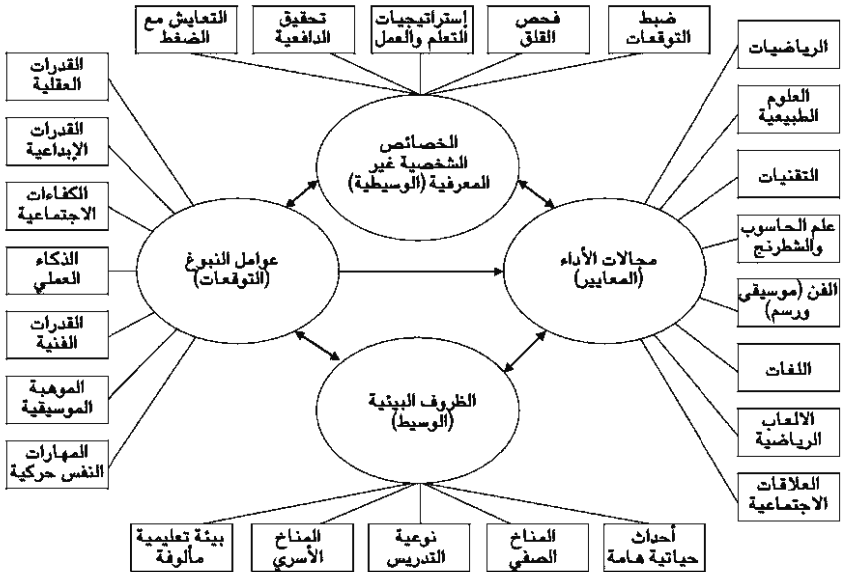 ضبط
التوقعات
فحص
القلق
إستراتيجيات
التعلم والعمل
تحقيق
الدافعية
التعايش مع
الضغط
الرياضيات
العلوم
الطبيعية
التقنيات
علم الحاسوب
والشطرنج
الفن (موسيقى
ورسم)
اللغات
الالعاب
الرياضية
العلاقات
الاجتماعية
الخصائص
الشخصية غير
المعرفية (الوسيطية)
مجالات الأداء
(المعايير)
عوامل النبوغ
(التوقعات)
الظروف البيئية
(الوسيط)
القدرات
العقلية
القدرات
الإبداعية
الكفاءات
الاجتماعية
الذكاء
العملي
القدرات
الفنية
الموهبة
الموسيقية
المهارات
النفس حركية
أحداث
حياتية هامة
المناخ
الصفي
نوعية
التدريس
المناخ
الأسري
بيئة تعليمية
مألوفة